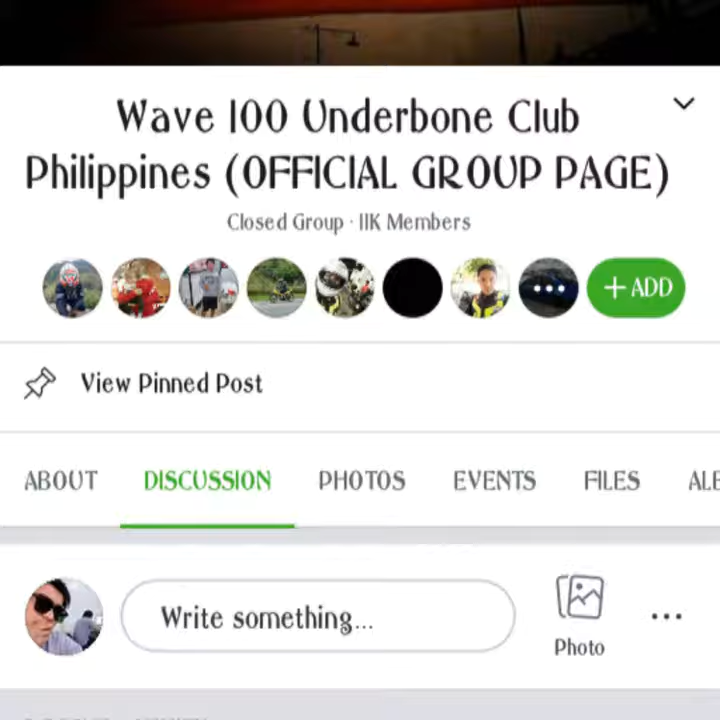 Wave 100 Underbone Club
Philippines (OFFICIAL GROUP PAGE)
Closed Group · 11K Members
+ ADD
View Pinned Post
ABOUT DISCUSSION PHOTOS EVENTS FILES ALB
Write something...
Photo